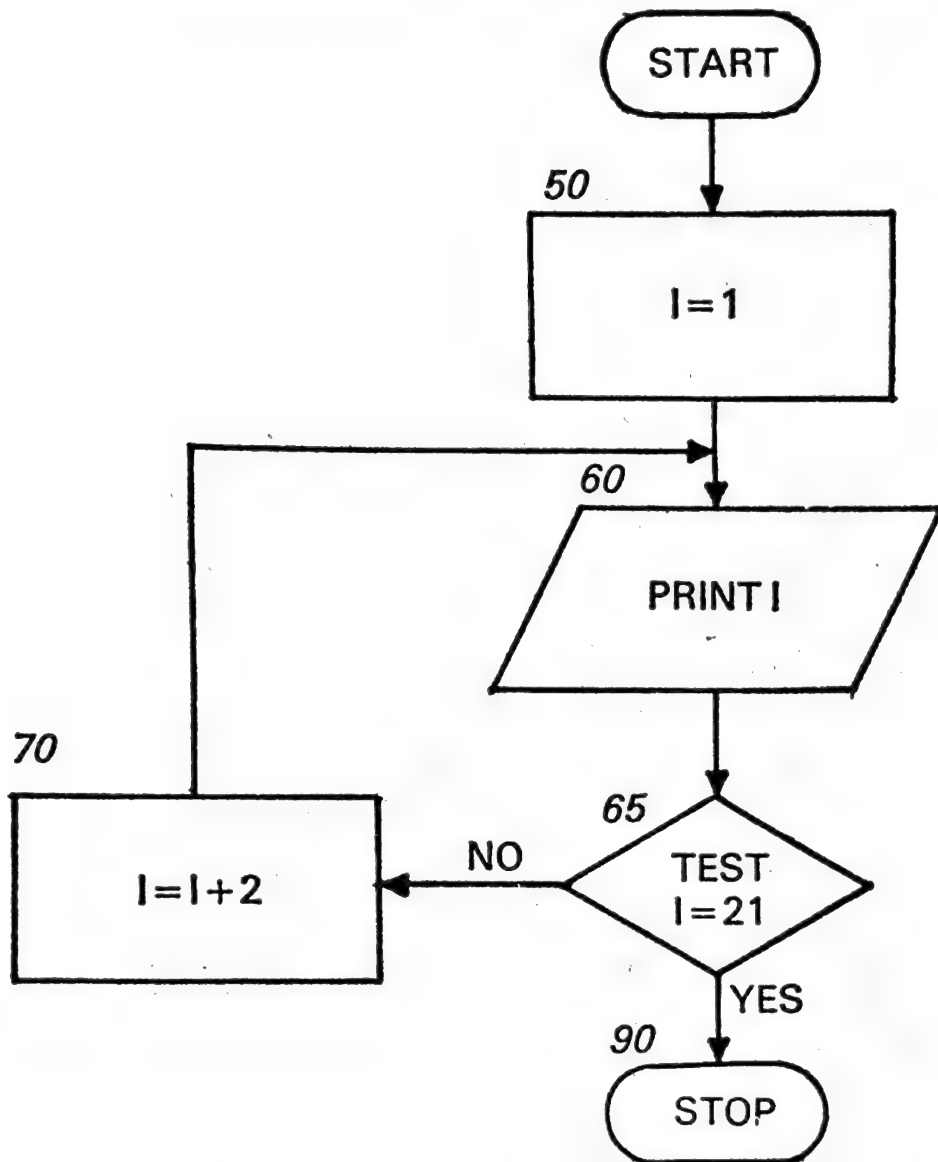 START
50
I=1
60
PRINT I
70
65
NO
TEST
I=21
I=I+2
YES
90
STOP